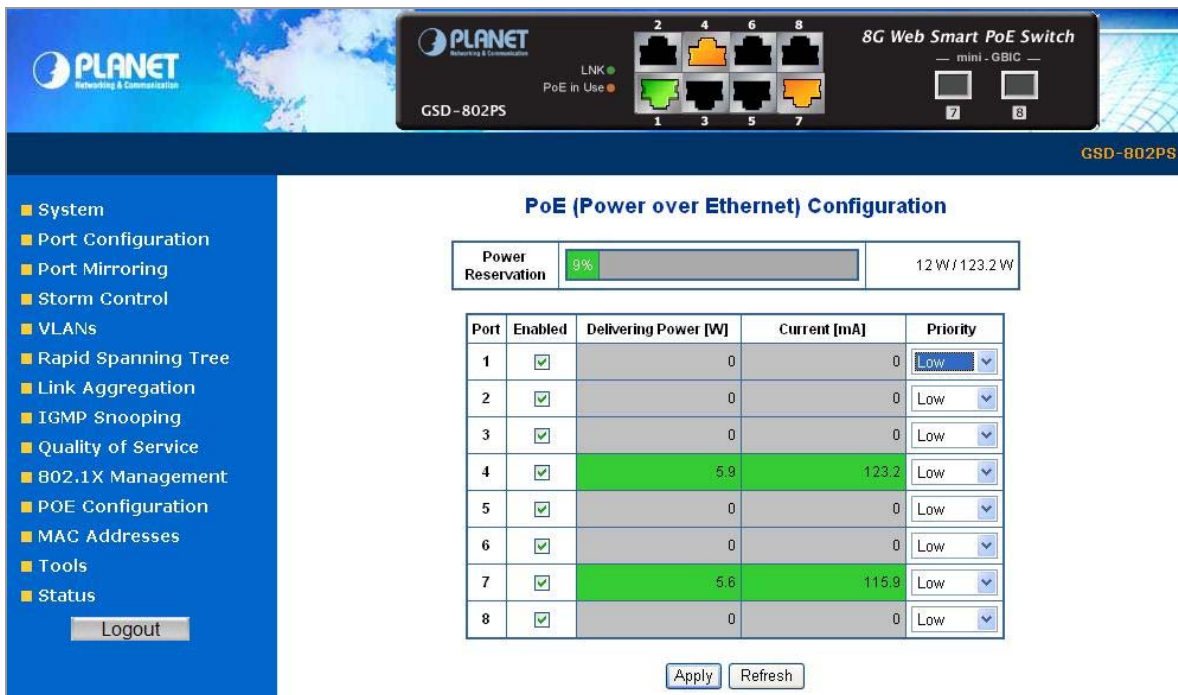 PLANET
Networking & Communication
PLANET
Networking & Communication
LNK
PoE in Use
GSD-802PS
2 4 6 8
1 3 5 7
8G Web Smart PoE Switch
mini - GBIC
7 8
GSD-802PS
System
Port Configuration
Port Mirroring
Storm Control
VLANs
Rapid Spanning Tree
Link Aggregation
IGMP Snooping
Quality of Service
802.1X Management
POE Configuration
MAC Addresses
Tools
Status
Logout
PoE (Power over Ethernet) Configuration
Power Reservation 9% 12 W / 123.2 W
Port Enabled Delivering Power [W] Current [mA] Priority
1 0 0 Low
2 0 0 Low
3 0 0 Low
4 5.9 123.2 Low
5 0 0 Low
6 0 0 Low
7 5.6 115.9 Low
8 0 0 Low
Apply Refresh